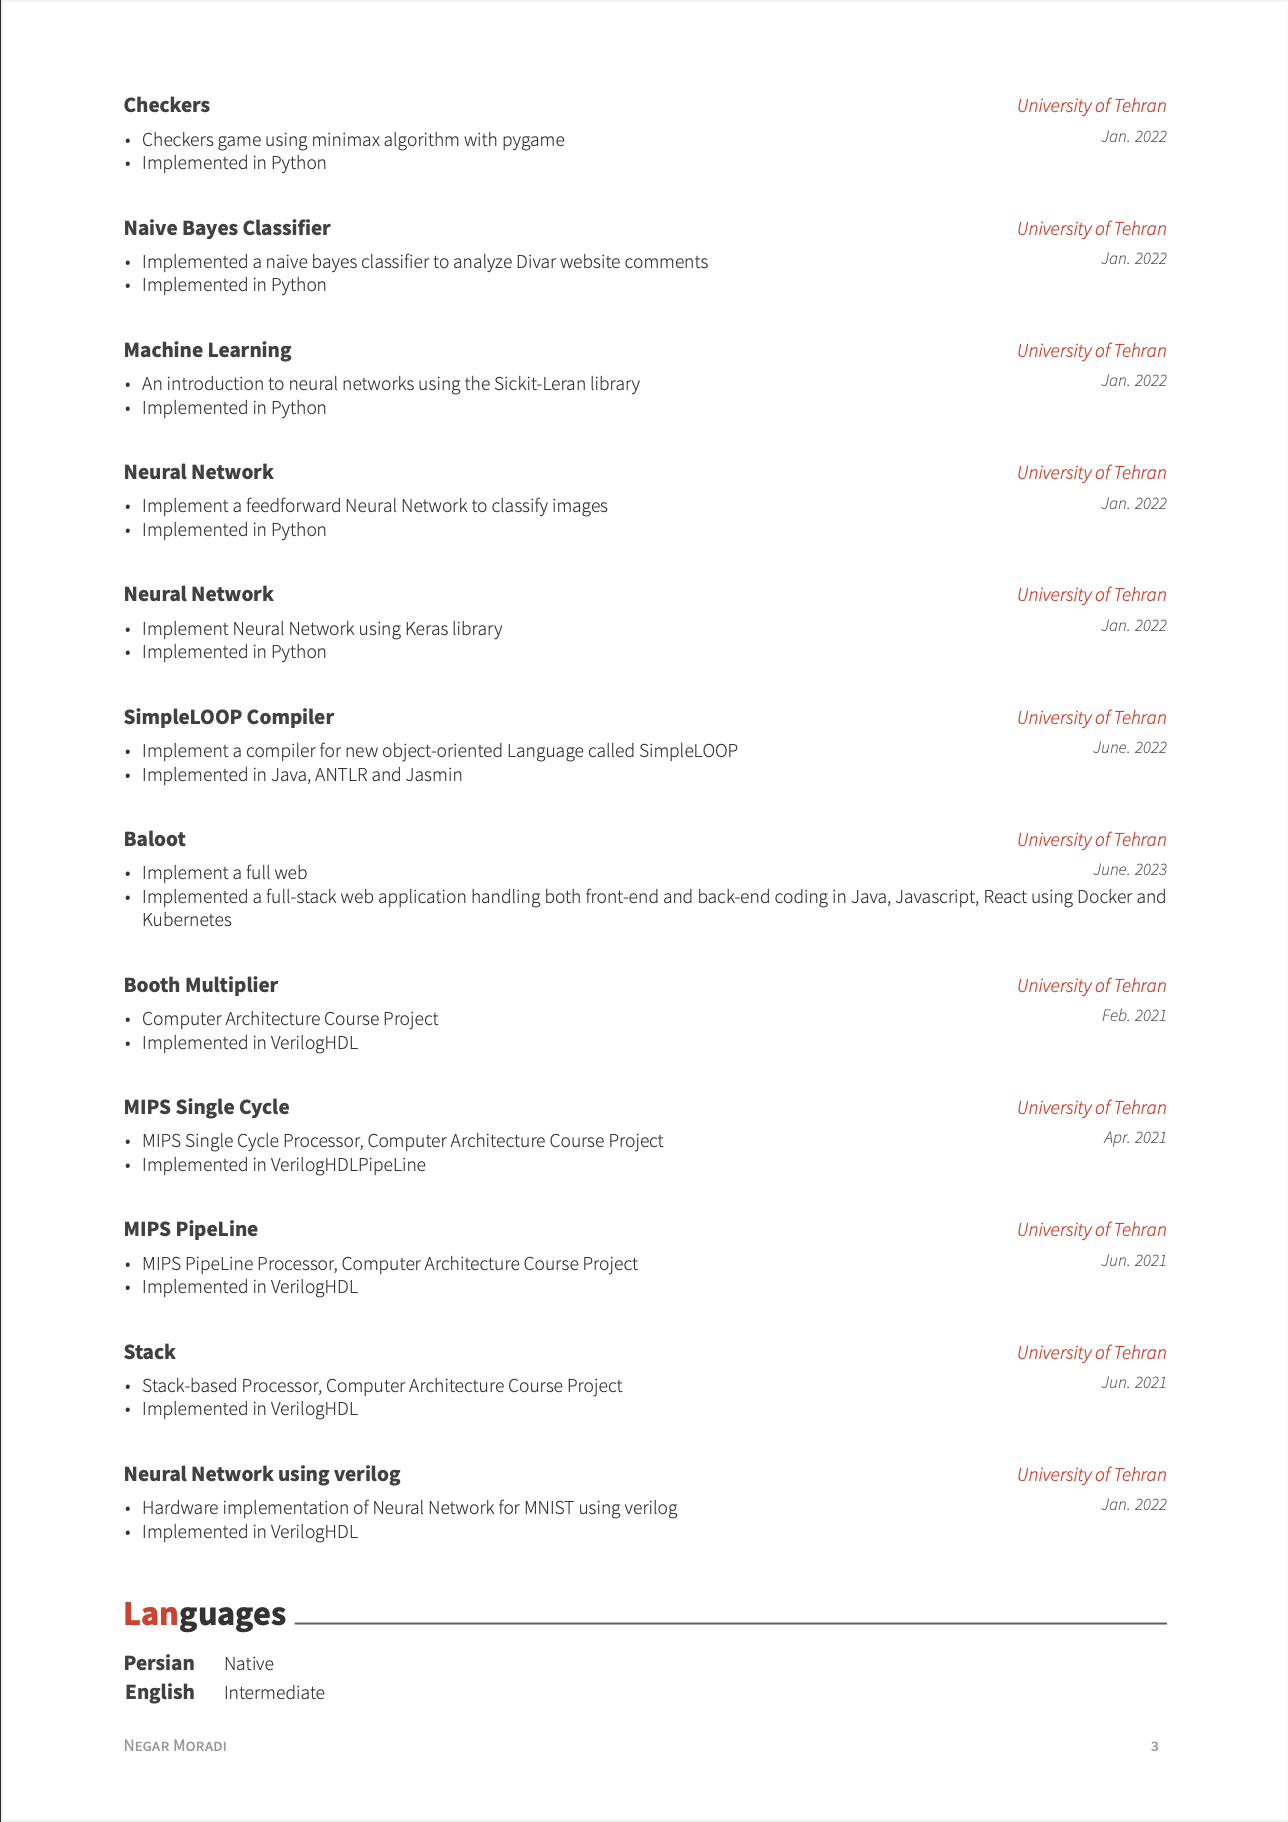 Checkers University of Tehran
• Checkers game using minimax algorithm with pygame Jan. 2022
• Implemented in Python
Naive Bayes Classifier University of Tehran
• Implemented a naive bayes classifier to analyze Divar website comments Jan. 2022
• Implemented in Python
Machine Learning University of Tehran
• An introduction to neural networks using the Sickit-Leran library Jan. 2022
• Implemented in Python
Neural Network University of Tehran
• Implement a feedforward Neural Network to classify images Jan. 2022
• Implemented in Python
Neural Network University of Tehran
• Implement Neural Network using Keras library Jan. 2022
• Implemented in Python
SimpleLOOP Compiler University of Tehran
• Implement a compiler for new object-oriented Language called SimpleLOOP June. 2022
• Implemented in Java, ANTLR and Jasmin
Baloot University of Tehran
• Implement a full web June. 2023
• Implemented a full-stack web application handling both front-end and back-end coding in Java, Javascript, React using Docker and
Kubernetes
Booth Multiplier University of Tehran
• Computer Architecture Course Project Feb. 2021
• Implemented in VerilogHDL
MIPS Single Cycle University of Tehran
• MIPS Single Cycle Processor, Computer Architecture Course Project Apr. 2021
• Implemented in VerilogHDLPipeLine
MIPS PipeLine University of Tehran
• MIPS PipeLine Processor, Computer Architecture Course Project Jun. 2021
• Implemented in VerilogHDL
Stack University of Tehran
• Stack-based Processor, Computer Architecture Course Project Jun. 2021
• Implemented in VerilogHDL
Neural Network using verilog University of Tehran
• Hardware implementation of Neural Network for MNIST using verilog Jan. 2022
• Implemented in VerilogHDL
Languages
Persian Native
English Intermediate
Negar Moradi 3